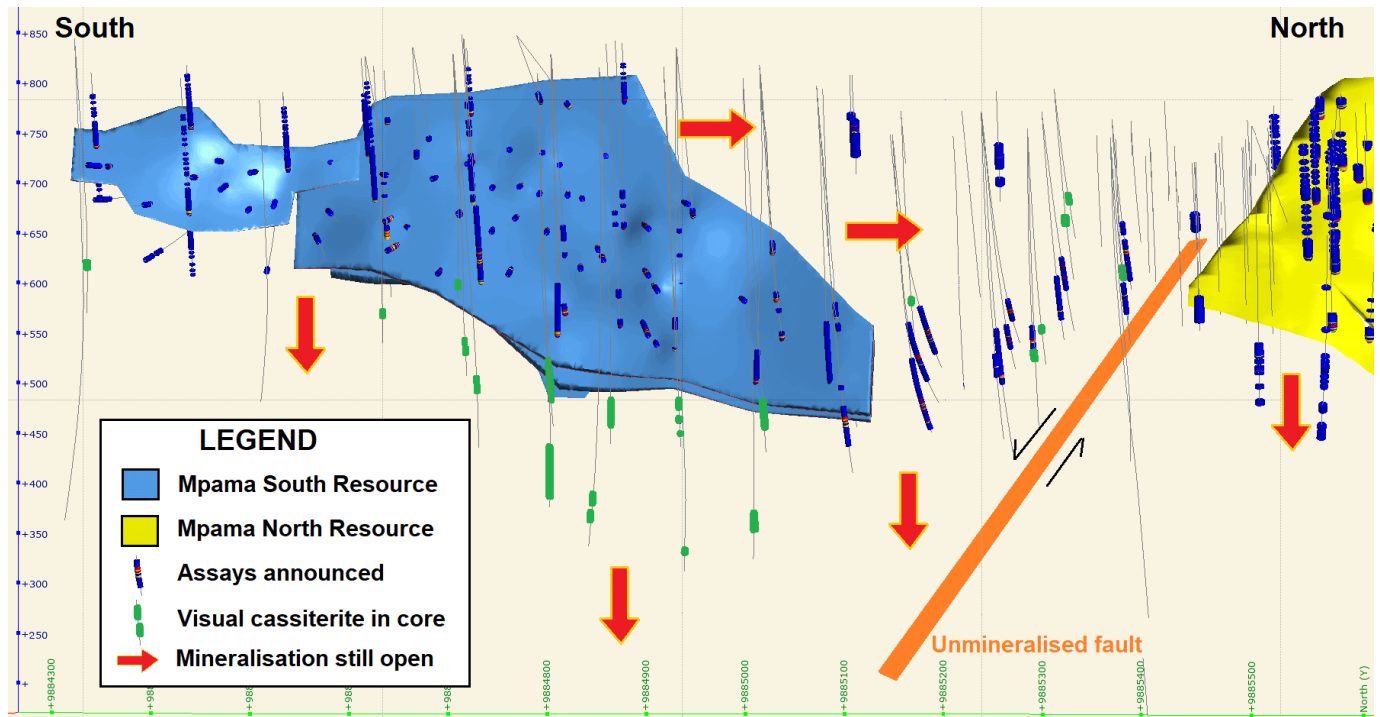 South
North
+850
+800
+750
+700
+650
+600
+550
+500
+450
+400
+350
+300
+250
+
LEGEND
Mpama South Resource
Mpama North Resource
Assays announced
Visual cassiterite in core
Mineralisation still open
Unmineralised fault
+9884300
+9884800
+9884900
+9885000
+9885100
+9885200
+9885300
+9885400
+9885500
North (Y)